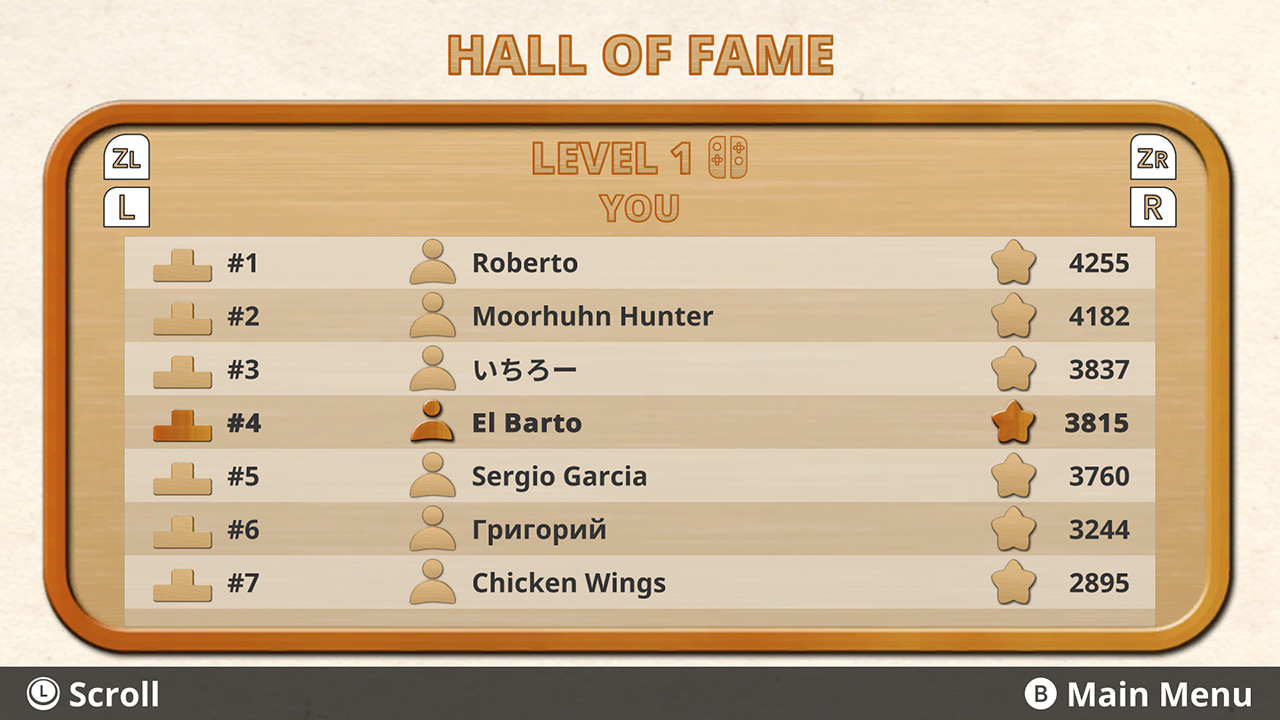 HALL OF FAME
ZL
LEVEL 1
ZR
L
YOU
R
#1 Roberto 4255
#2 Moorhuhn Hunter 4182
#3 いちろー 3837
#4 El Barto 3815
#5 Sergio Garcia 3760
#6 Григорий 3244
#7 Chicken Wings 2895
L Scroll
B Main Menu